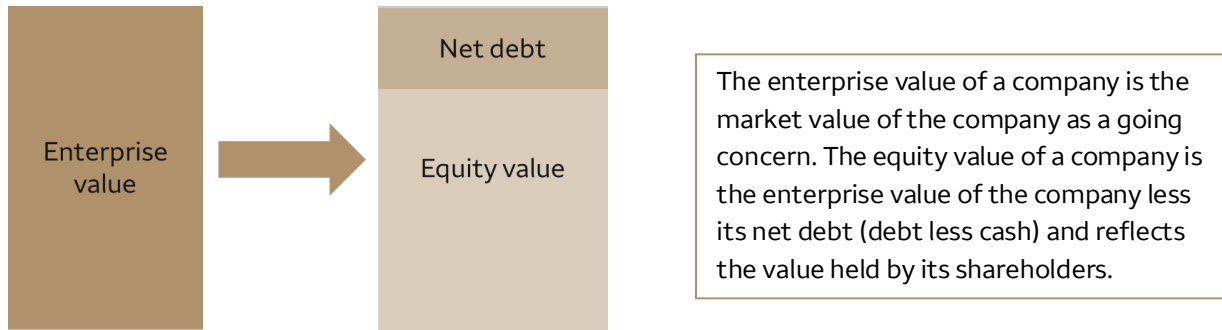 Enterprise
value
Net debt
Equity value
The enterprise value of a company is the
market value of the company as a going
concern. The equity value of a company is
the enterprise value of the company less
its net debt (debt less cash) and reflects
the value held by its shareholders.